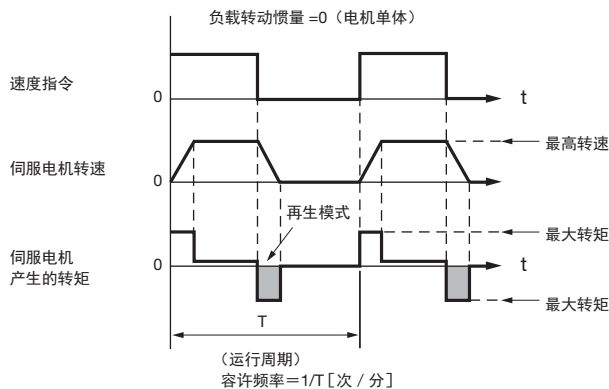 负载转动惯量 =0（电机单体）
速度指令
0
t
最高转速
伺服电机转速
0
再生模式
最大转矩
伺服电机
产生的转矩
0
t
最大转矩
T
（运行周期）
容许频率＝1/T［次 / 分］